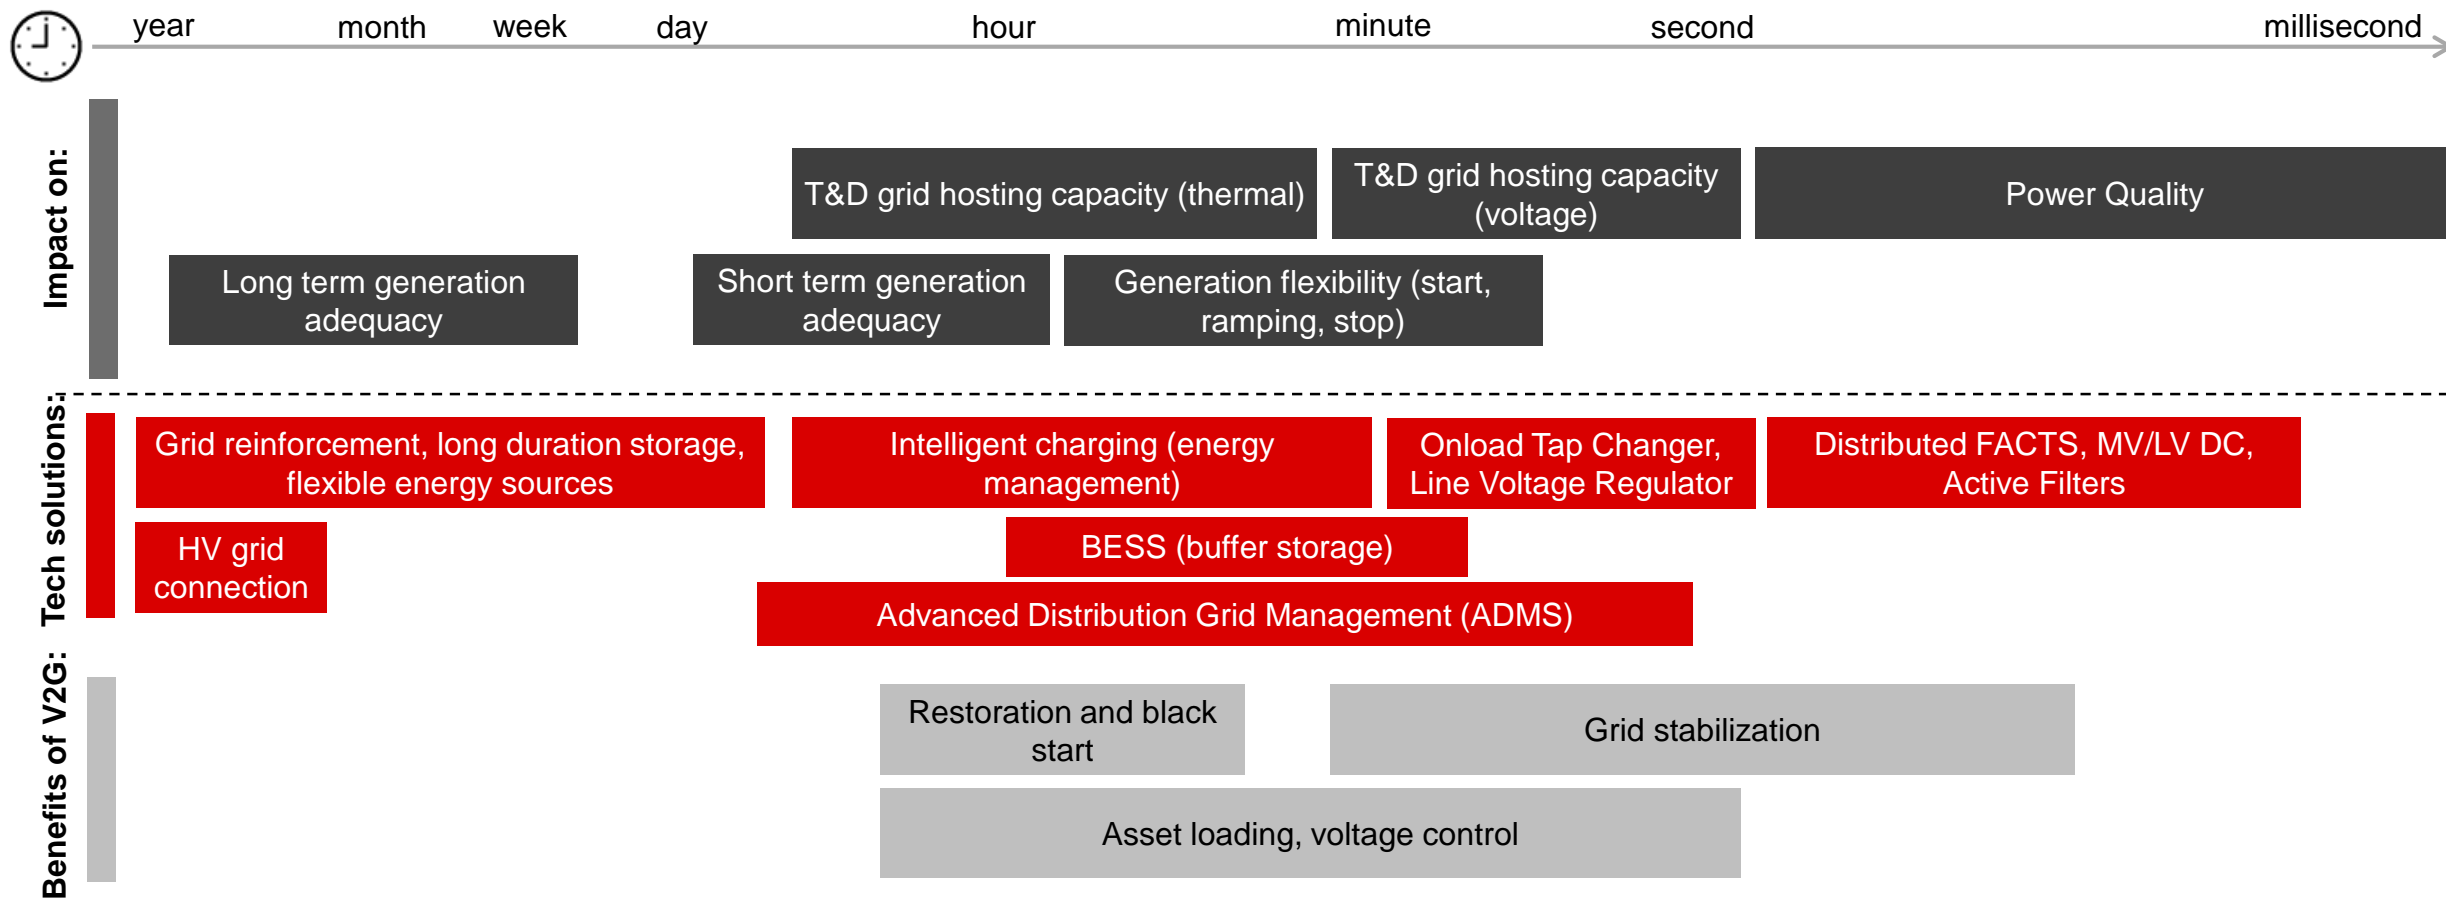 year month week day hour minute second millisecond
Impact on:
T&D grid hosting capacity (thermal)
T&D grid hosting capacity
(voltage)
Power Quality
Long term generation
adequacy
Short term generation
adequacy
Generation flexibility (start,
ramping, stop)
Tech solutions:
Grid reinforcement, long duration storage,
flexible energy sources
Intelligent charging (energy
management)
Onload Tap Changer,
Line Voltage Regulator
Distributed FACTS, MV/LV DC,
Active Filters
HV grid
connection
BESS (buffer storage)
Advanced Distribution Grid Management (ADMS)
Benefits of V2G:
Restoration and black
start
Grid stabilization
Asset loading, voltage control